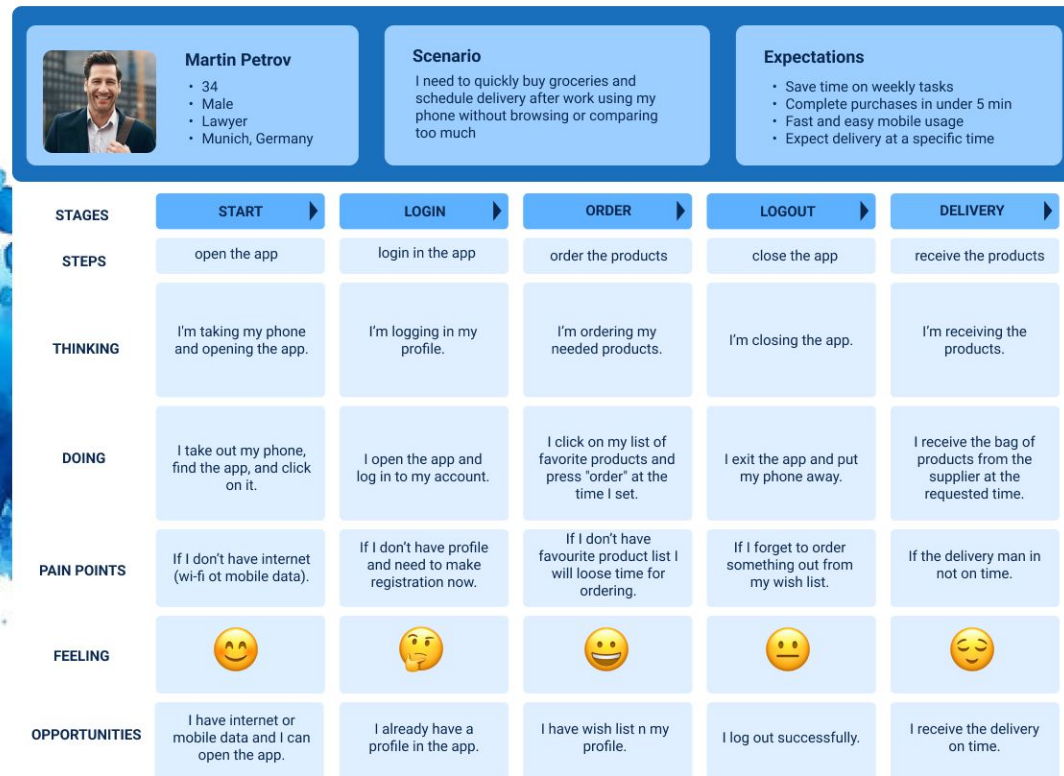 Martin Petrov
• 34
• Male
• Lawyer
• Munich, Germany
Scenario
I need to quickly buy groceries and
schedule delivery after work using my
phone without browsing or comparing
too much
Expectations
• Save time on weekly tasks
• Complete purchases in under 5 min
• Fast and easy mobile usage
• Expect delivery at a specific time
STAGES
START
LOGIN
ORDER
LOGOUT
DELIVERY
STEPS
open the app
login in the app
order the products
close the app
receive the products
THINKING
I'm taking my phone
and opening the app.
I'm logging in my
profile.
I'm ordering my
needed products.
I'm closing the app.
I'm receiving the
products.
DOING
I take out my phone,
find the app, and click
on it.
I open the app and
log in to my account.
I click on my list of
favorite products and
press "order" at the
time I set.
I exit the app and put
my phone away.
I receive the bag of
products from the
supplier at the
requested time.
PAIN POINTS
If I don't have internet
(wi-fi ot mobile data).
If I don't have profile
and need to make
registration now.
If I don't have
favourite product list I
will loose time for
ordering.
If I forget to order
something out from
my wish list.
If the delivery man in
not on time.
FEELING
OPPORTUNITIES
I have internet or
mobile data and I can
open the app.
I already have a
profile in the app.
I have wish list n my
profile.
I log out successfully.
I receive the delivery
on time.